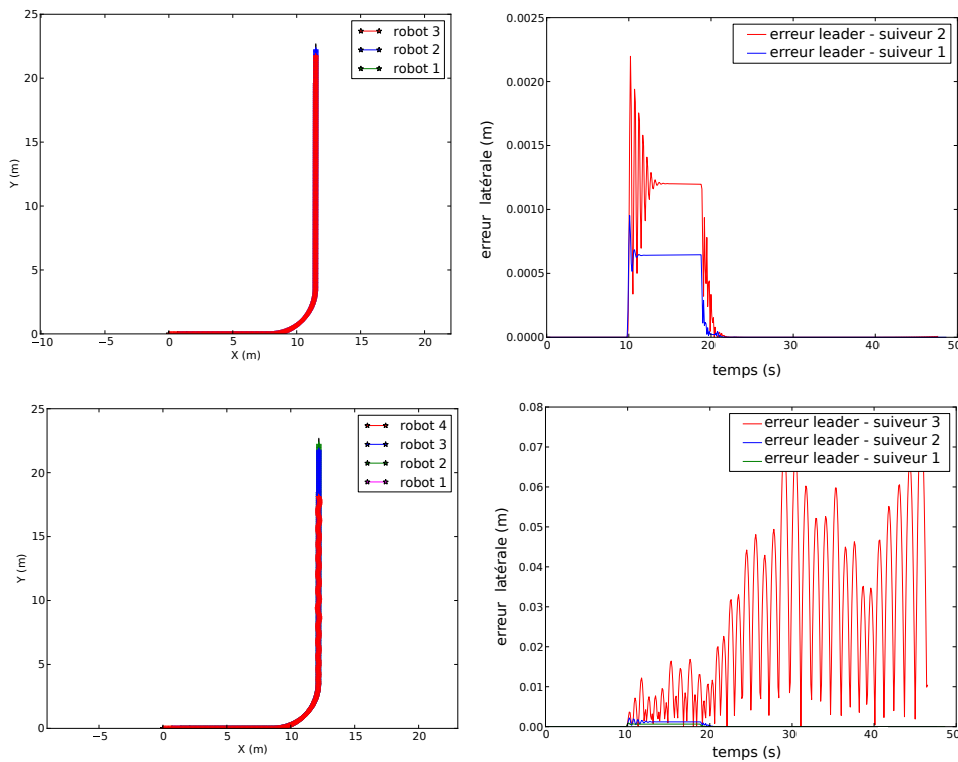 25
20
15
10
5
0
Y (m)
−10
−5
0
5
10
15
20
X (m)
robot 3
robot 2
robot 1
0.0025
0.0020
0.0015
0.0010
0.0005
0.0000
erreur latérale (m)
0
10
20
30
40
50
temps (s)
erreur leader - suiveur 2
erreur leader - suiveur 1
25
20
15
10
5
0
Y (m)
−5
0
5
10
15
20
X (m)
robot 4
robot 3
robot 2
robot 1
0.08
0.07
0.06
0.05
0.04
0.03
0.02
0.01
0.00
erreur latérale (m)
0
10
20
30
40
50
temps (s)
erreur leader - suiveur 3
erreur leader - suiveur 2
erreur leader - suiveur 1